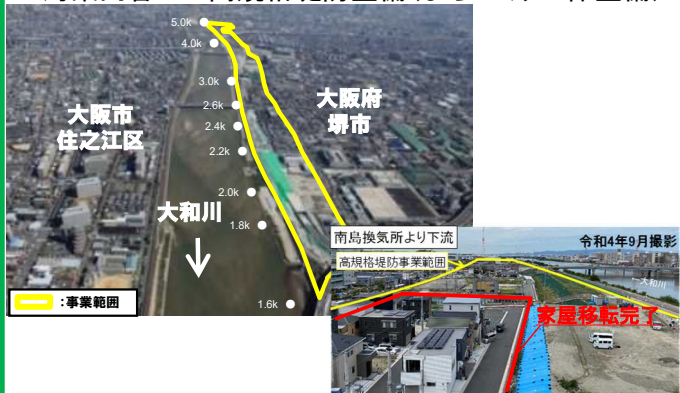 5.0k
4.0k
3.0k
2.6k
2.4k
2.2k
2.0k
1.8k
1.6k
大阪市
住之江区
大阪府
堺市
大和川
:事業範囲
南島換気所より下流
令和4年9月撮影
高規格堤防事業範囲
大和川
家屋移転完了